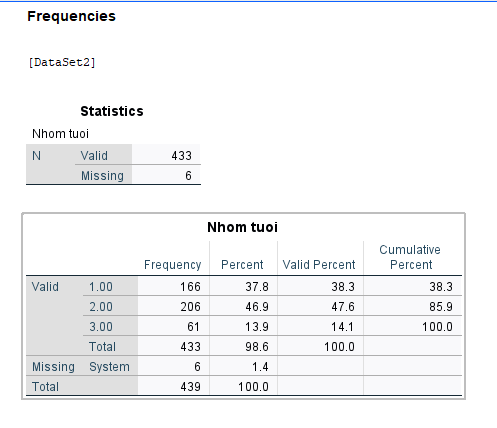 Frequencies
[DataSet2]
Statistics
Nhom tuoi
N Valid 433
Missing 6
Nhom tuoi
Frequency Percent Valid Percent Cumulative Percent
Valid 1.00 166 37.8 38.3 38.3
2.00 206 46.9 47.6 85.9
3.00 61 13.9 14.1 100.0
Total 433 98.6 100.0
Missing System 6 1.4
Total 439 100.0